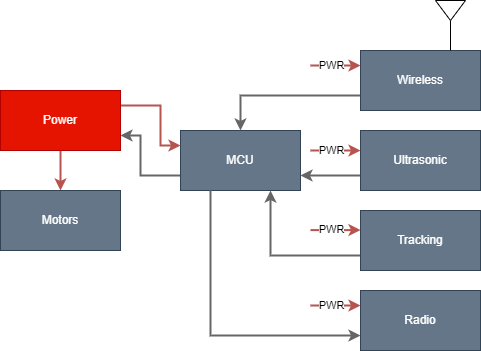 PWR
Wireless
Power
MCU
PWR
Ultrasonic
Motors
PWR
Tracking
PWR
Radio